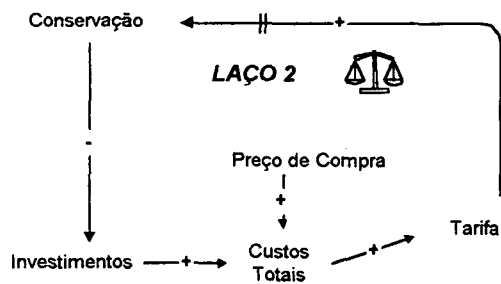 Conservação
+
LAÇO 2
-
Preço de Compra
+
Tarifa
Investimentos
+
Custos
Totais
+